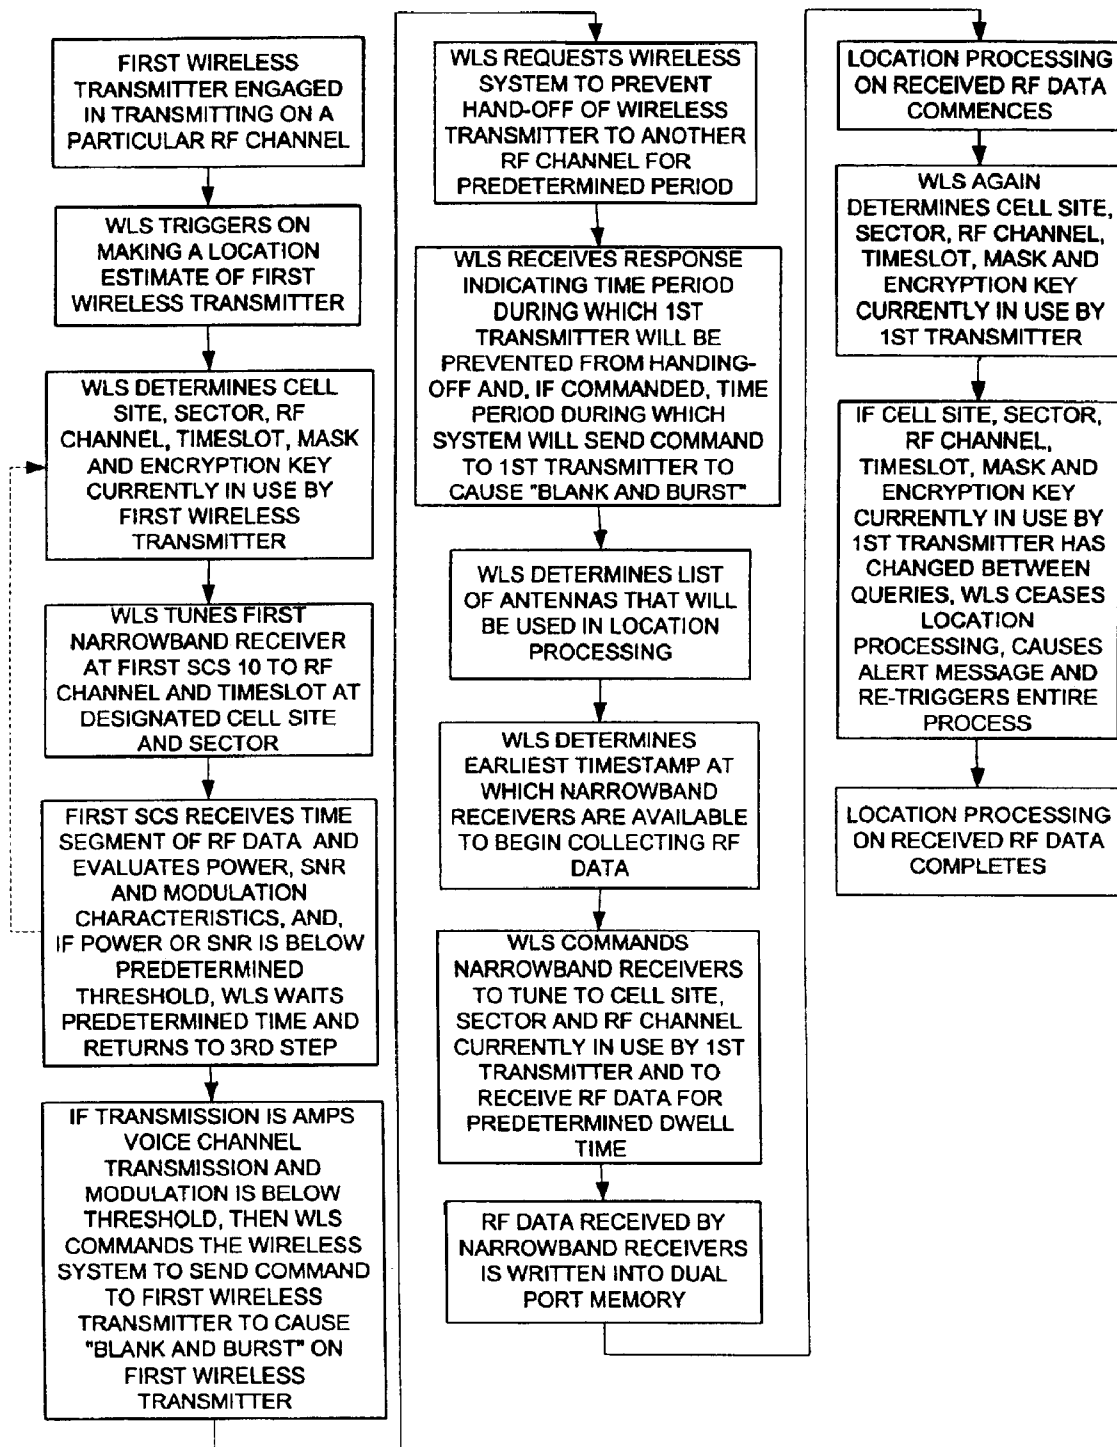 FIRST WIRELESS
TRANSMITTER ENGAGED
IN TRANSMITTING ON A
PARTICULAR RF CHANNEL
WLS TRIGGERS ON
MAKING A LOCATION
ESTIMATE OF FIRST
WIRELESS TRANSMITTER
WLS DETERMINES CELL
SITE, SECTOR, RF
CHANNEL, TIMESLOT, MASK
AND ENCRYPTION KEY
CURRENTLY IN USE BY
FIRST WIRELESS
TRANSMITTER
WLS TUNES FIRST
NARROWBAND RECEIVER
AT FIRST SCS 10 TO RF
CHANNEL AND TIMESLOT AT
DESIGNATED CELL SITE
AND SECTOR
FIRST SCS RECEIVES TIME
SEGMENT OF RF DATA AND
EVALUATES POWER, SNR
AND MODULATION
CHARACTERISTICS, AND,
IF POWER OR SNR IS BELOW
PREDETERMINED
THRESHOLD, WLS WAITS
PREDETERMINED TIME AND
RETURNS TO 3RD STEP
IF TRANSMISSION IS AMPS
VOICE CHANNEL
TRANSMISSION AND
MODULATION IS BELOW
THRESHOLD, THEN WLS
COMMANDS THE WIRELESS
SYSTEM TO SEND COMMAND
TO FIRST WIRELESS
TRANSMITTER TO CAUSE
"BLANK AND BURST" ON
FIRST WIRELESS
TRANSMITTER
WLS REQUESTS WIRELESS
SYSTEM TO PREVENT
HAND-OFF OF WIRELESS
TRANSMITTER TO ANOTHER
RF CHANNEL FOR
PREDETERMINED PERIOD
WLS RECEIVES RESPONSE
INDICATING TIME PERIOD
DURING WHICH 1ST
TRANSMITTER WILL BE
PREVENTED FROM HANDING-
OFF AND, IF COMMANDED, TIME
PERIOD DURING WHICH
SYSTEM WILL SEND COMMAND
TO 1ST TRANSMITTER TO
CAUSE "BLANK AND BURST"
WLS DETERMINES LIST
OF ANTENNAS THAT WILL
BE USED IN LOCATION
PROCESSING
WLS DETERMINES
EARLIEST TIMESTAMP AT
WHICH NARROWBAND
RECEIVERS ARE AVAILABLE
TO BEGIN COLLECTING RF
DATA
WLS COMMANDS
NARROWBAND RECEIVERS
TO TUNE TO CELL SITE,
SECTOR AND RF CHANNEL
CURRENTLY IN USE BY 1ST
TRANSMITTER AND TO
RECEIVE RF DATA FOR
PREDETERMINED DWELL
TIME
RF DATA RECEIVED BY
NARROWBAND RECEIVERS
IS WRITTEN INTO DUAL
PORT MEMORY
LOCATION PROCESSING
ON RECEIVED RF DATA
COMMENCES
WLS AGAIN
DETERMINES CELL SITE,
SECTOR, RF CHANNEL,
TIMESLOT, MASK AND
ENCRYPTION KEY
CURRENTLY IN USE BY
1ST TRANSMITTER
IF CELL SITE, SECTOR,
RF CHANNEL,
TIMESLOT, MASK AND
ENCRYPTION KEY
CURRENTLY IN USE BY
1ST TRANSMITTER HAS
CHANGED BETWEEN
QUERIES, WLS CEASES
LOCATION
PROCESSING, CAUSES
ALERT MESSAGE AND
RE-TRIGGERS ENTIRE
PROCESS
LOCATION PROCESSING
ON RECEIVED RF DATA
COMPLETES